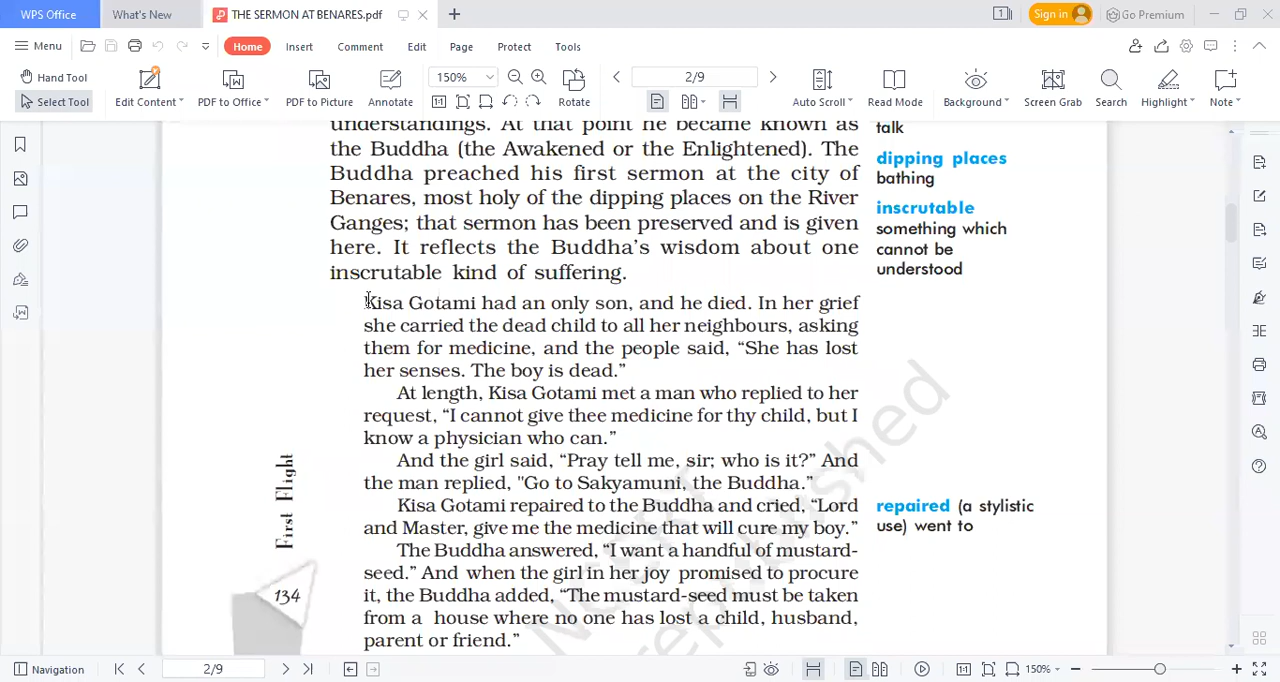 WPS Office
What's New
THE SERMON AT BENARES.pdf
1
Sign in
Go Premium
Menu
Home
Insert
Comment
Edit
Page
Protect
Tools
Hand Tool
Select Tool
Edit Content
PDF to Office
PDF to Picture
Annotate
150%
Rotate
2/9
Auto Scroll
Read Mode
Background
Screen Grab
Search
Highlight
Note
understandings. At that point he became known as
the Buddha (the Awakened or the Enlightened). The
Buddha preached his first sermon at the city of
Benares, most holy of the dipping places on the River
Ganges; that sermon has been preserved and is given
here. It reflects the Buddha's wisdom about one
inscrutable kind of suffering.
Kisa Gotami had an only son, and he died. In her grief
she carried the dead child to all her neighbours, asking
them for medicine, and the people said, “She has lost
her senses. The boy is dead.”
At length, Kisa Gotami met a man who replied to her
request, “I cannot give thee medicine for thy child, but I
know a physician who can.”
And the girl said, “Pray tell me, sir; who is it?” And
the man replied, "Go to Sakyamuni, the Buddha.”
Kisa Gotami repaired to the Buddha and cried, “Lord
and Master, give me the medicine that will cure my boy.”
The Buddha answered, “I want a handful of mustard-
seed.” And when the girl in her joy promised to procure
it, the Buddha added, “The mustard-seed must be taken
from a house where no one has lost a child, husband,
parent or friend.”
talk
dipping places
bathing
inscrutable
something which
cannot be
understood
repaired (a stylistic
use) went to
First Flight
134
NCERT
republished
Navigation
2/9
150%